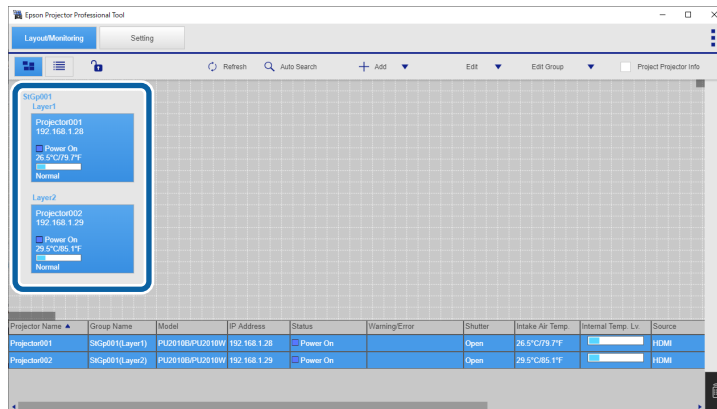 Epson Projector Professional Tool
Layout/Monitoring Setting
Refresh Auto Search Add Edit Edit Group Project Projector Info
StGp001
Layer1
Projector001
192.168.1.28
Power On
26.5°C/79.7°F
Normal
Layer2
Projector002
192.168.1.29
Power On
29.5°C/85.1°F
Normal
Projector Name Group Name Model IP Address Status Warning/Error Shutter Intake Air Temp. Internal Temp. Lv. Source
Projector001 StGp001(Layer1) PU2010B/PU2010W 192.168.1.28 Power On Open 26.5°C/79.7°F HDMI
Projector002 StGp001(Layer2) PU2010B/PU2010W 192.168.1.29 Power On Open 29.5°C/85.1°F HDMI